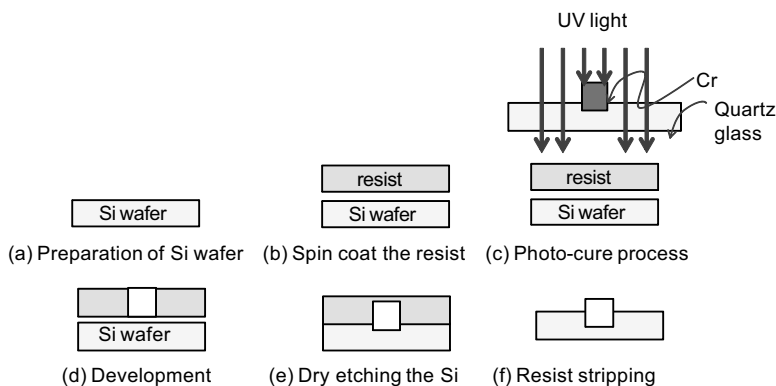 UV light
Cr
Quartz
glass
resist
Si wafer
(a) Preparation of Si wafer
resist
Si wafer
(b) Spin coat the resist
resist
Si wafer
(c) Photo-cure process
Si wafer
(d) Development
(e) Dry etching the Si
(f) Resist stripping